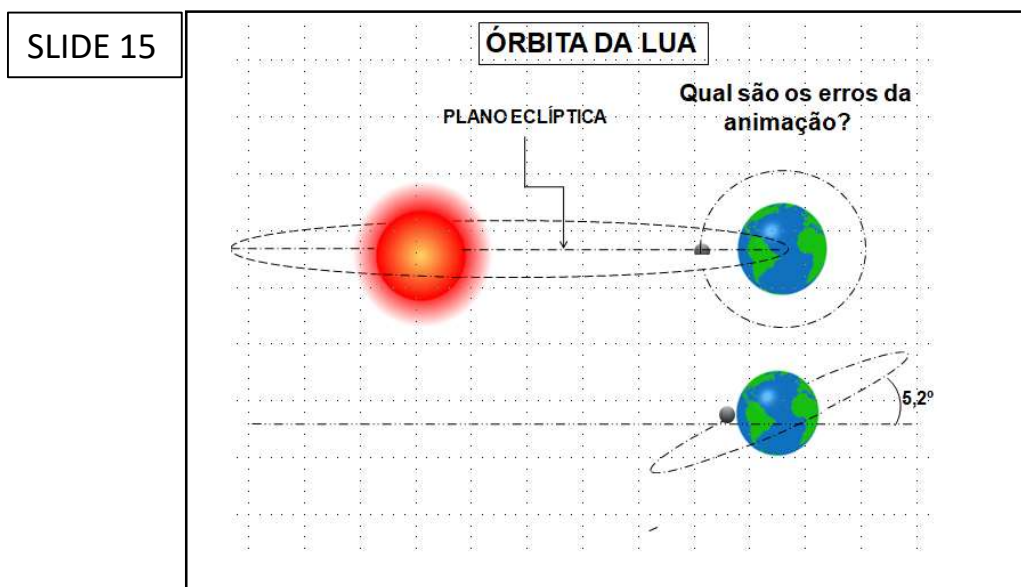 SLIDE 15
ÓRBITA DA LUA
Qual são os erros da
animação?
PLANO ECLÍPTICA
5,2º